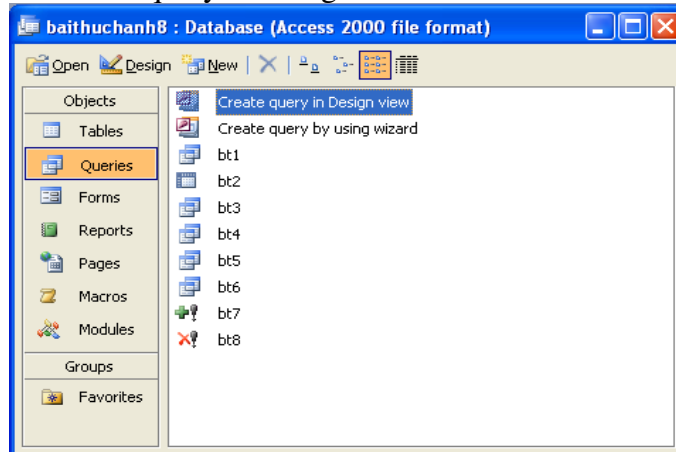 baithuchanh8 : Database (Access 2000 file format)
Open Design New
Objects
Tables
Queries
Forms
Reports
Pages
Macros
Modules
Groups
Favorites
Create query in Design view
Create query by using wizard
bt1
bt2
bt3
bt4
bt5
bt6
bt7
bt8